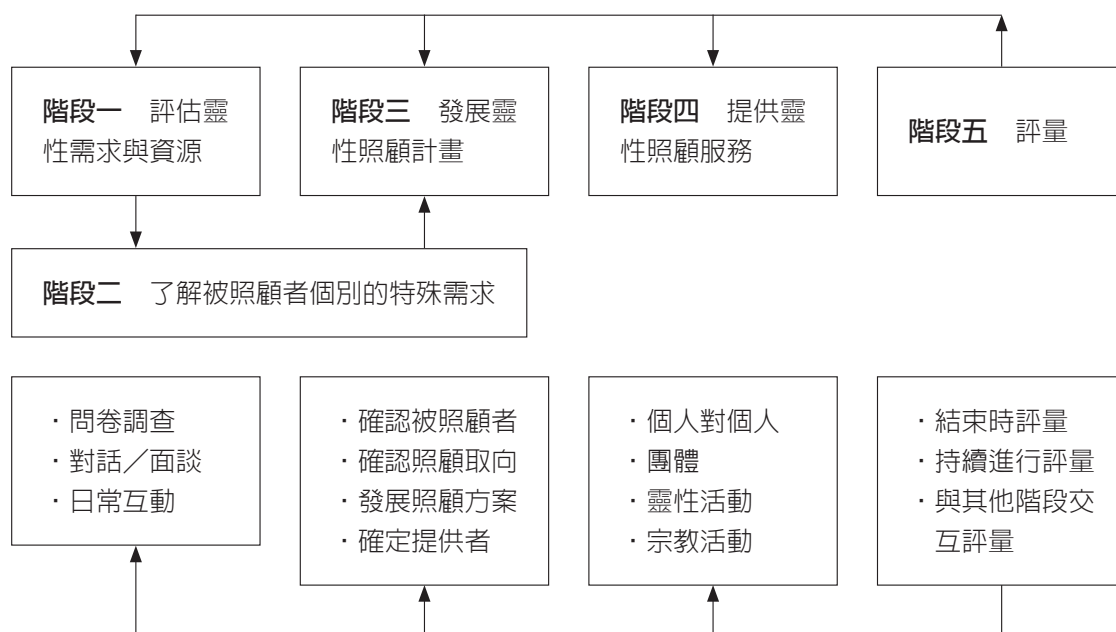 階段一　評估靈
性需求與資源
階段三　發展靈
性照顧計畫
階段四　提供靈
性照顧服務
階段五　評量
階段二　了解被照顧者個別的特殊需求
．問卷調查
．對話／面談
．日常互動
．確認被照顧者
．確認照顧取向
．發展照顧方案
．確定提供者
．個人對個人
．團體
．靈性活動
．宗教活動
．結束時評量
．持續進行評量
．與其他階段交
互評量